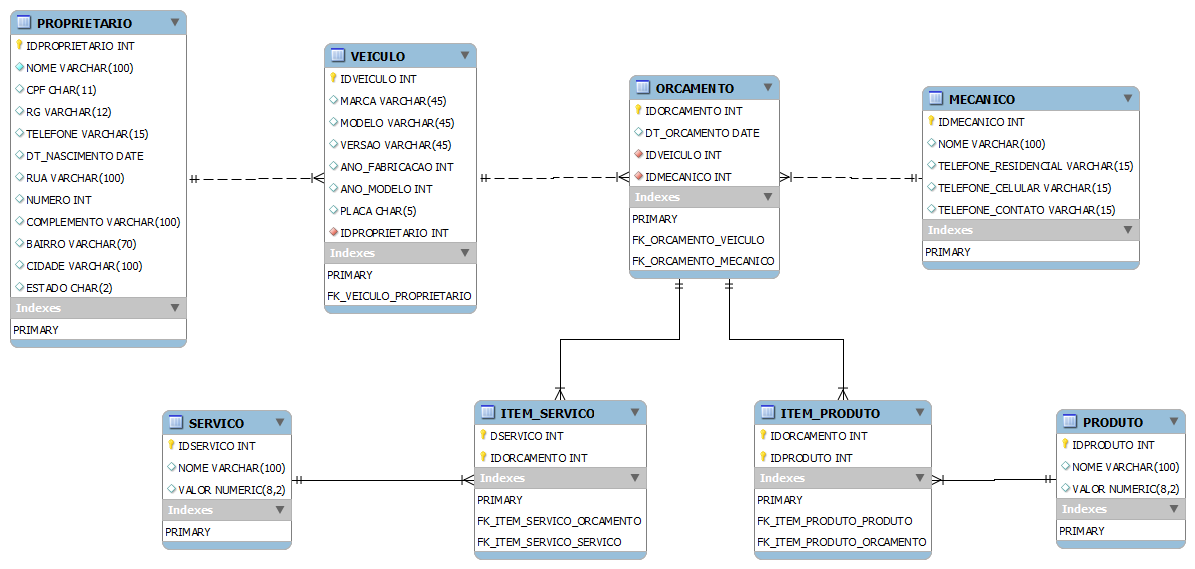 PROPRIETARIO
IDPROPRIETARIO INT
NOME VARCHAR(100)
CPF CHAR(11)
RG VARCHAR(12)
TELEFONE VARCHAR(15)
DT_NASCIMENTO DATE
RUA VARCHAR(100)
NUMERO INT
COMPLEMENTO VARCHAR(100)
BAIRRO VARCHAR(70)
CIDADE VARCHAR(100)
ESTADO CHAR(2)
Indexes
PRIMARY
VEICULO
IDVEICULO INT
MARCA VARCHAR(45)
MODELO VARCHAR(45)
VERSAO VARCHAR(45)
ANO_FABRICACAO INT
ANO_MODELO INT
PLACA CHAR(5)
IDPROPRIETARIO INT
Indexes
PRIMARY
FK_VEICULO_PROPRIETARIO
ORCAMENTO
IDORCAMENTO INT
DT_ORCAMENTO DATE
IDVEICULO INT
IDMECANICO INT
Indexes
PRIMARY
FK_ORCAMENTO_VEICULO
FK_ORCAMENTO_MECANICO
MECANICO
IDMECANICO INT
NOME VARCHAR(100)
TELEFONE_RESIDENCIAL VARCHAR(15)
TELEFONE_CELULAR VARCHAR(15)
TELEFONE_CONTATO VARCHAR(15)
Indexes
PRIMARY
SERVICO
IDSERVICO INT
NOME VARCHAR(100)
VALOR NUMERIC(8,2)
Indexes
PRIMARY
ITEM_SERVICO
DSERVICO INT
IDORCAMENTO INT
Indexes
PRIMARY
FK_ITEM_SERVICO_ORCAMENTO
FK_ITEM_SERVICO_SERVICO
ITEM_PRODUTO
IDORCAMENTO INT
IDPRODUTO INT
Indexes
PRIMARY
FK_ITEM_PRODUTO_PRODUTO
FK_ITEM_PRODUTO_ORCAMENTO
PRODUTO
IDPRODUTO INT
NOME VARCHAR(100)
VALOR NUMERIC(8,2)
Indexes
PRIMARY